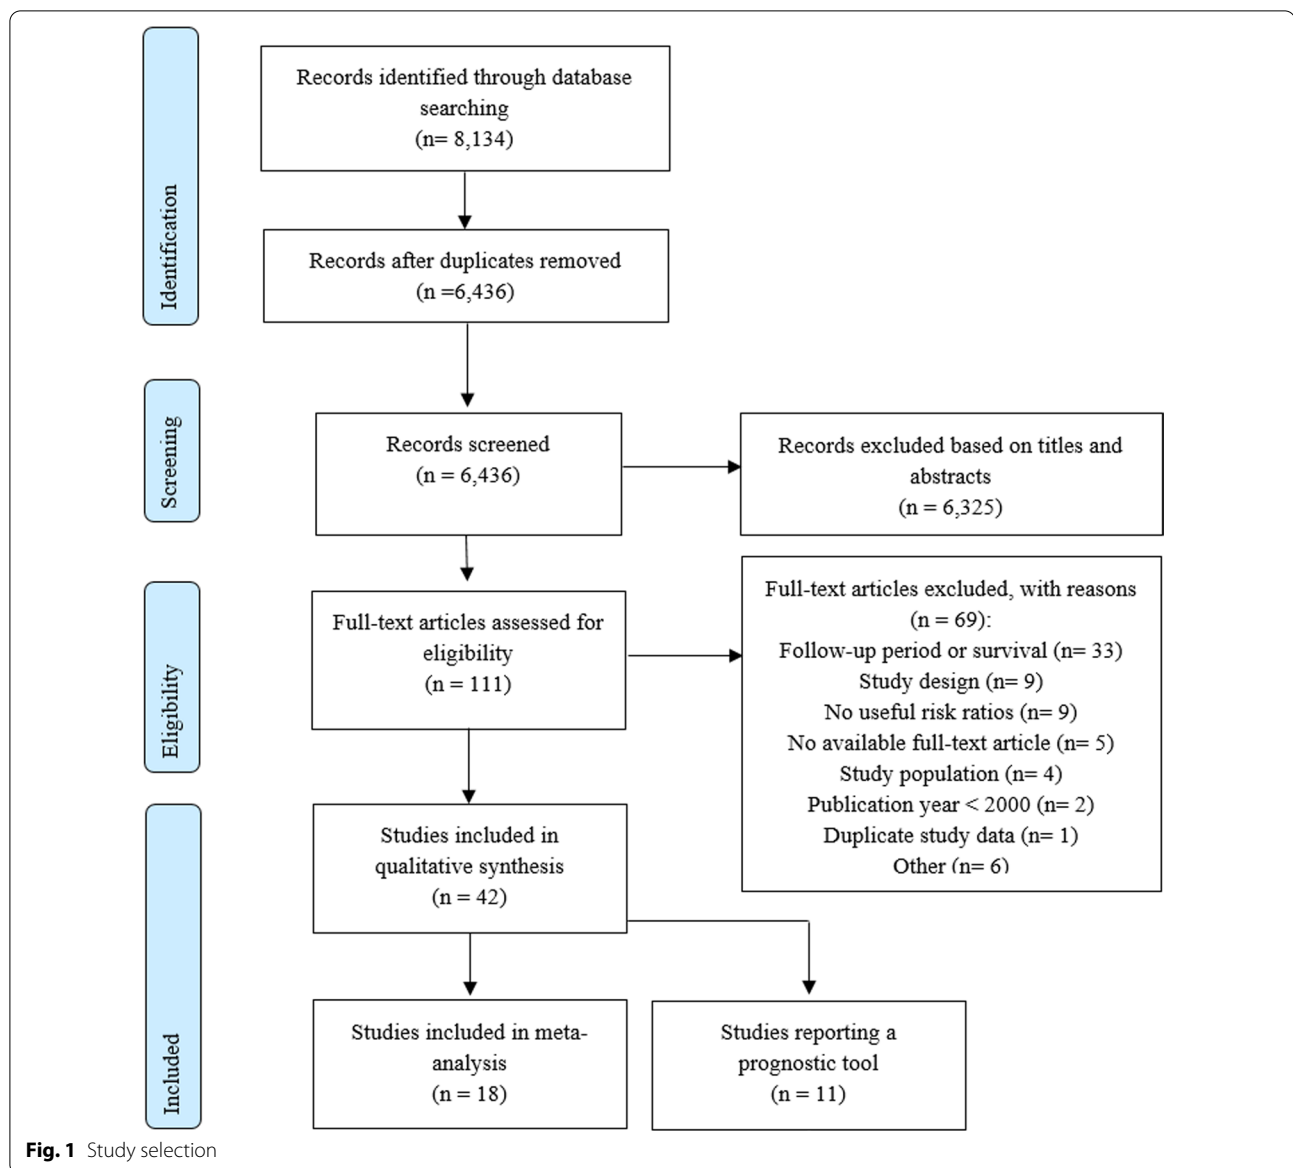 Identification
Records identified through database
searching
(n= 8,134)
Records after duplicates removed
(n =6,436)
Screening
Records screened
(n = 6,436)
Records excluded based on titles and
abstracts
(n = 6,325)
Eligibility
Full-text articles assessed for
eligibility
(n = 111)
Full-text articles excluded, with reasons
(n = 69):
Follow-up period or survival (n= 33)
Study design (n= 9)
No useful risk ratios (n= 9)
No available full-text article (n= 5)
Study population (n= 4)
Publication year < 2000 (n= 2)
Duplicate study data (n= 1)
Other (n= 6)
Included
Studies included in
qualitative synthesis
(n = 42)
Studies included in meta-
analysis
(n = 18)
Studies reporting a
prognostic tool
(n = 11)
Fig. 1 Study selection